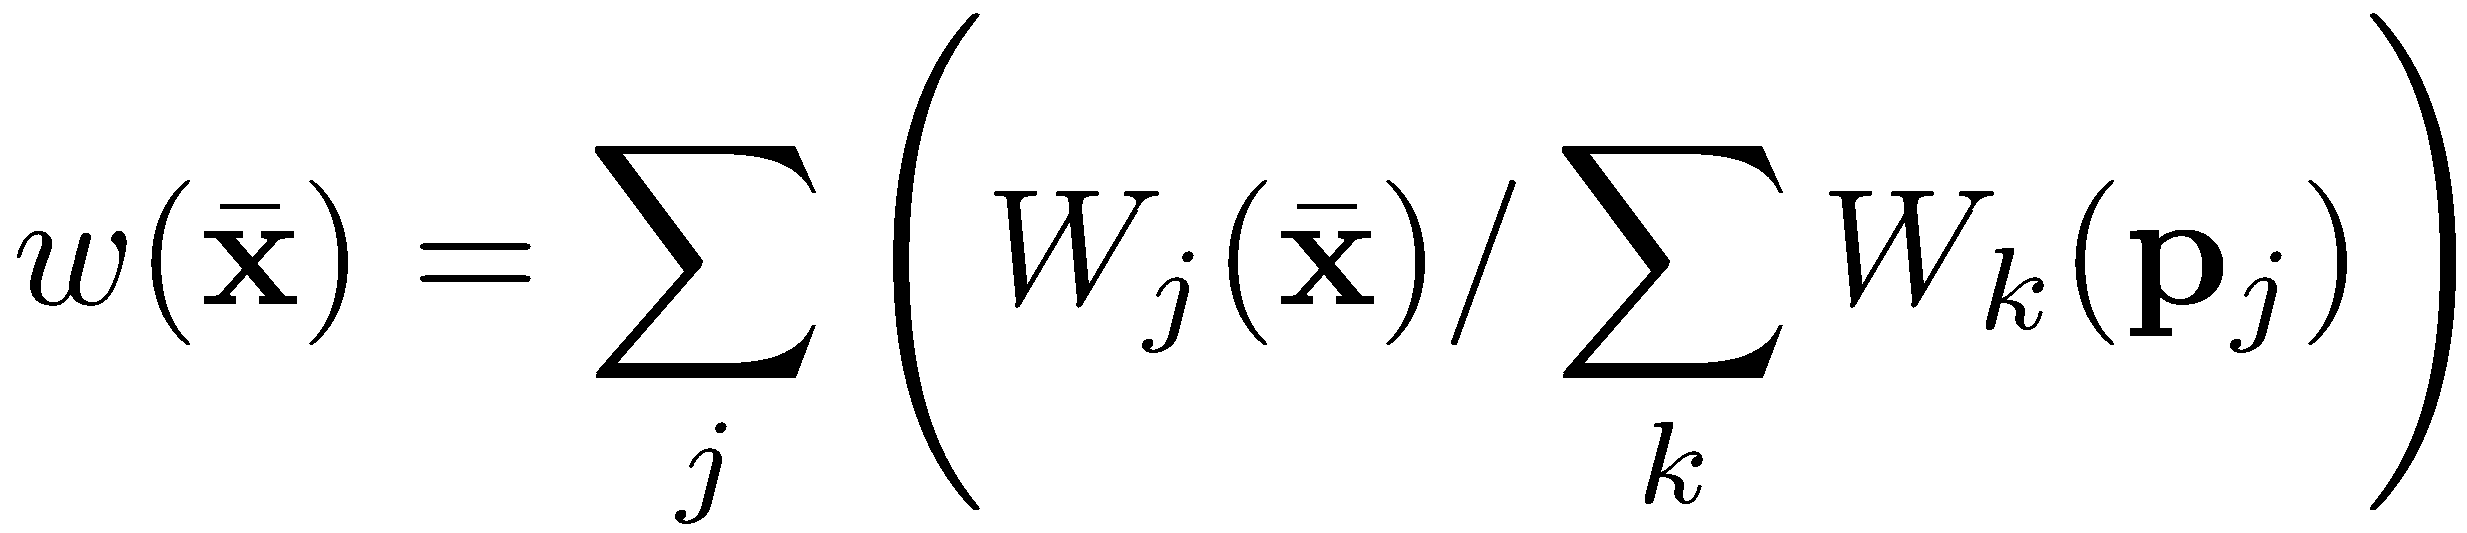 w(x̄) = ∑_j ( W_j(x̄) / ∑_k W_k(p_j) )